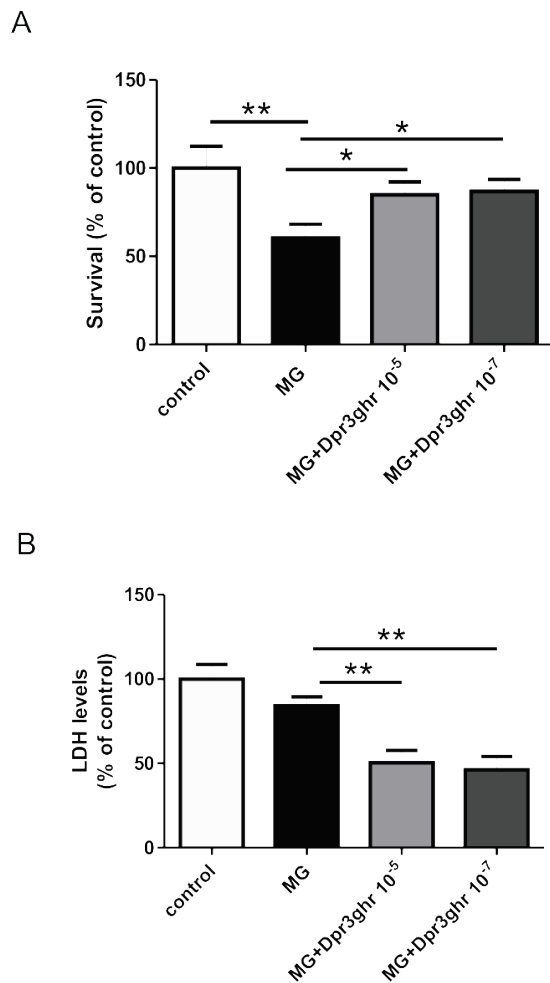 A
Survival (% of control)
150
100
50
0
**
*
*
control
MG
MG+Dpr3ghr 10-5
MG+Dpr3ghr 10-7
B
LDH levels
(% of control)
150
100
50
0
**
**
control
MG
MG+Dpr3ghr 10-5
MG+Dpr3ghr 10-7